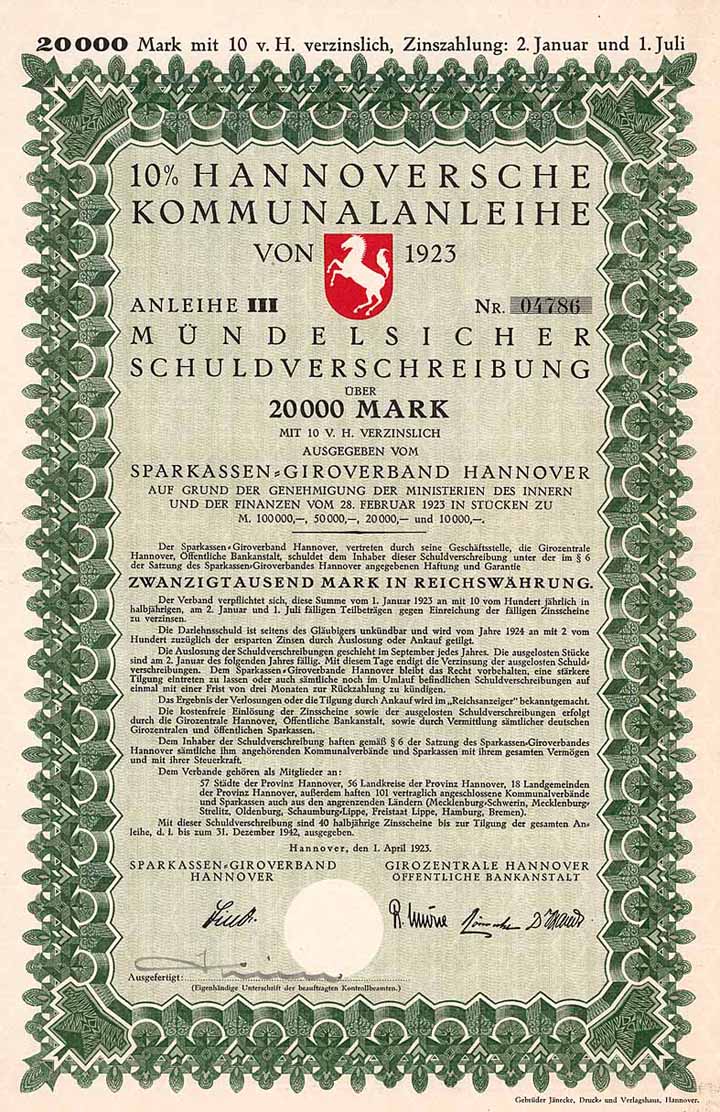 20000 Mark mit 10 v. H. verzinslich, Zinszahlung: 2. Januar und 1. Juli
10% HANNOVERSCHE
KOMMUNALANLEIHE
VON 1923
ANLEIHE III NR. 04786
MÜNDELSICHER
SCHULDVERSCHREIBUNG
ÜBER
20000 MARK
MIT 10 V. H. VERZINSLICH
AUSGEGEBEN VOM
SPARKASSEN=GIROVERBAND HANNOVER
AUF GRUND DER GENEHMIGUNG DER MINISTERIEN DES INNERN
UND DER FINANZEN VOM 28. FEBRUAR 1923 IN STÜCKEN ZU
M. 100000,—, 50000,—, 20000,— und 10000,—.
Der Sparkassen=Giroverband Hannover, vertreten durch seine Geschäftsstelle, die Girozentrale
Hannover, Öffentliche Bankanstalt, schuldet dem Inhaber dieser Schuldverschreibung unter der im § 6
der Satzung des Sparkassen=Giroverbandes Hannover angegebenen Haftung und Garantie
ZWANZIGTAUSEND MARK IN REICHSWÄHRUNG.
Der Verband verpflichtet sich, diese Summe vom 1. Januar 1923 an mit 10 vom Hundert jährlich in
halbjährigen, am 2. Januar und 1. Juli fälligen Teilbeträgen gegen Einreichung der fälligen Zinsscheine
zu verzinsen.
Die Darlehnsschuld ist seitens des Gläubigers unkündbar und wird vom Jahre 1924 an mit 2 vom
Hundert zuzüglich der ersparten Zinsen durch Auslosung oder Ankauf getilgt.
Die Auslosung der Schuldverschreibungen geschieht im September jedes Jahres. Die ausgelosten Stücke
sind am 2. Januar des folgenden Jahres fällig. Mit diesem Tage endigt die Verzinsung der ausgelosten Schuld=
verschreibungen. Dem Sparkassen=Giroverbande Hannover bleibt das Recht vorbehalten, eine stärkere
Tilgung eintreten zu lassen oder auch sämtliche noch im Umlauf befindlichen Schuldverschreibungen auf
einmal mit einer Frist von drei Monaten zur Rückzahlung zu kündigen.
Das Ergebnis der Verlosungen oder die Tilgung durch Ankauf wird im „Reichsanzeiger" bekanntgemacht.
Die kostenfreie Einlösung der Zinsscheine sowie der ausgelosten Schuldverschreibungen erfolgt
durch die Girozentrale Hannover, Öffentliche Bankanstalt, sowie durch Vermittlung sämtlicher deutschen
Girozentralen und öffentlichen Sparkassen.
Dem Inhaber der Schuldverschreibung haften gemäß § 6 der Satzung des Sparkassen=Giroverbandes
Hannover sämtliche ihm angehörenden Kommunalverbände und Sparkassen mit ihrem gesamten Vermögen
und mit ihrer Steuerkraft.
Dem Verbande gehören als Mitglieder an:
57 Städte der Provinz Hannover, 56 Landkreise der Provinz Hannover, 18 Landgemeinden
der Provinz Hannover, außerdem haften 101 vertraglich angeschlossene Kommunalverbände
und Sparkassen auch aus den angrenzenden Ländern (Mecklenburg=Schwerin, Mecklenburg=
Strelitz, Oldenburg, Schaumburg=Lippe, Freistaat Lippe, Hamburg, Bremen).
Mit dieser Schuldverschreibung sind 40 halbjährige Zinsscheine bis zur Tilgung der gesamten An=
leihe, d. i. bis zum 31. Dezember 1942, ausgegeben.
Hannover, den 1. April 1923.
SPARKASSEN=GIROVERBAND
HANNOVER
GIROZENTRALE HANNOVER
ÖFFENTLICHE BANKANSTALT
Ausgefertigt:
(Eigenhändige Unterschrift der beauftragten Kontrollbeamten.)
Gebrüder Jänecke, Druck= und Verlagshaus, Hannover.